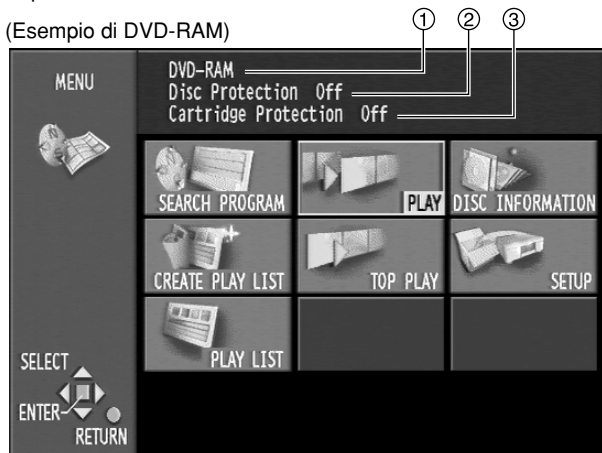 (Esempio di DVD-RAM)
① ② ③
MENU
DVD-RAM
Disc Protection Off
Cartridge Protection Off
SEARCH PROGRAM
PLAY
DISC INFORMATION
CREATE PLAY LIST
TOP PLAY
SETUP
PLAY LIST
SELECT
ENTER
RETURN